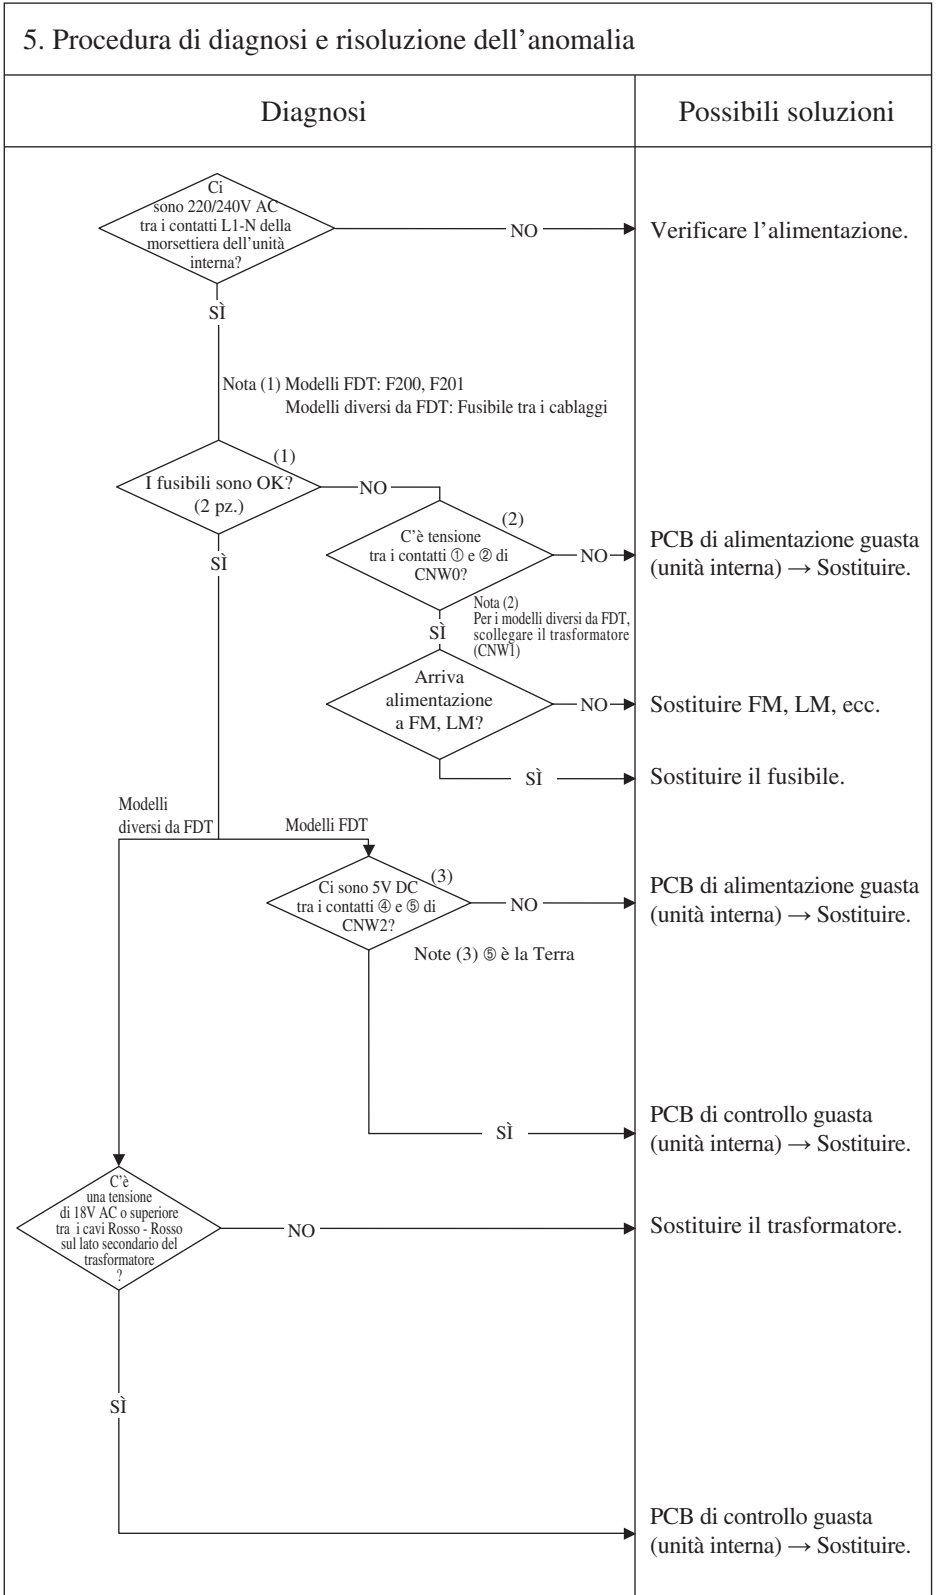 5. Procedura di diagnosi e risoluzione dell’anomalia
Diagnosi
Possibili soluzioni
Ci
sono 220/240V AC
tra i contatti L1-N della
morsettiera dell’unità
interna?
NO
Verificare l’alimentazione.
SÌ
Nota (1) Modelli FDT: F200, F201
Modelli diversi da FDT: Fusibile tra i cablaggi
(1)
I fusibili sono OK?
(2 pz.)
NO
(2)
C’è tensione
tra i contatti ① e ② di
CNW0?
NO
PCB di alimentazione guasta
(unità interna) → Sostituire.
SÌ
Nota (2)
Per i modelli diversi da FDT,
scollegare il trasformatore
(CNW1)
SÌ
Arriva
alimentazione
a FM, LM?
NO
Sostituire FM, LM, ecc.
SÌ
Sostituire il fusibile.
Modelli
diversi da FDT
Modelli FDT
(3)
Ci sono 5V DC
tra i contatti ④ e ⑤ di
CNW2?
NO
PCB di alimentazione guasta
(unità interna) → Sostituire.
Note (3) ⑤ è la Terra
SÌ
PCB di controllo guasta
(unità interna) → Sostituire.
C’è
una tensione
di 18V AC o superiore
tra i cavi Rosso - Rosso
sul lato secondario del
trasformatore
?
NO
Sostituire il trasformatore.
SÌ
PCB di controllo guasta
(unità interna) → Sostituire.